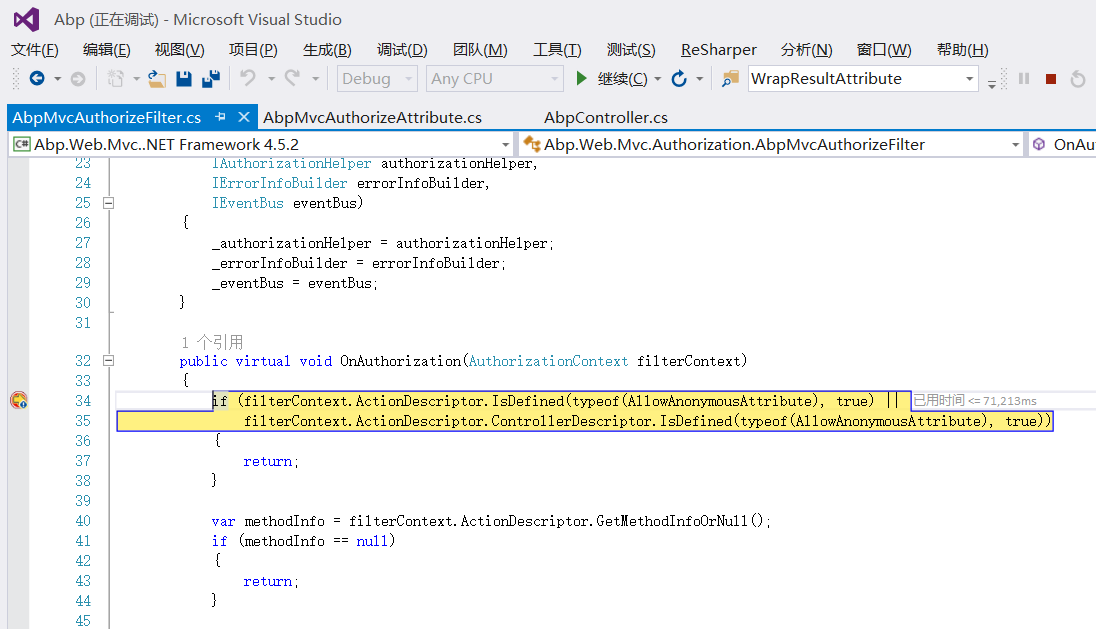 Abp (正在调试) - Microsoft Visual Studio
文件(F) 编辑(E) 视图(V) 项目(P) 生成(B) 调试(D) 团队(M) 工具(T) 测试(S) ReSharper 分析(N) 窗口(W) 帮助(H)
Debug Any CPU 继续(C) WrapResultAttribute
AbpMvcAuthorizeFilter.cs AbpMvcAuthorizeAttribute.cs AbpController.cs
C# Abp.Web.Mvc..NET Framework 4.5.2 Abp.Web.Mvc.Authorization.AbpMvcAuthorizeFilter OnAu
23 IAuthorizationHelper authorizationHelper,
24 IErrorInfoBuilder errorInfoBuilder,
25 IEventBus eventBus)
26 {
27 _authorizationHelper = authorizationHelper;
28 _errorInfoBuilder = errorInfoBuilder;
29 _eventBus = eventBus;
30 }
31
1 个引用
32 public virtual void OnAuthorization(AuthorizationContext filterContext)
33 {
34 if (filterContext.ActionDescriptor.IsDefined(typeof(AllowAnonymousAttribute), true) || 已用时间 <= 71,213ms
35 filterContext.ActionDescriptor.ControllerDescriptor.IsDefined(typeof(AllowAnonymousAttribute), true))
36 {
37 return;
38 }
39
40 var methodInfo = filterContext.ActionDescriptor.GetMethodInfoOrNull();
41 if (methodInfo == null)
42 {
43 return;
44 }
45